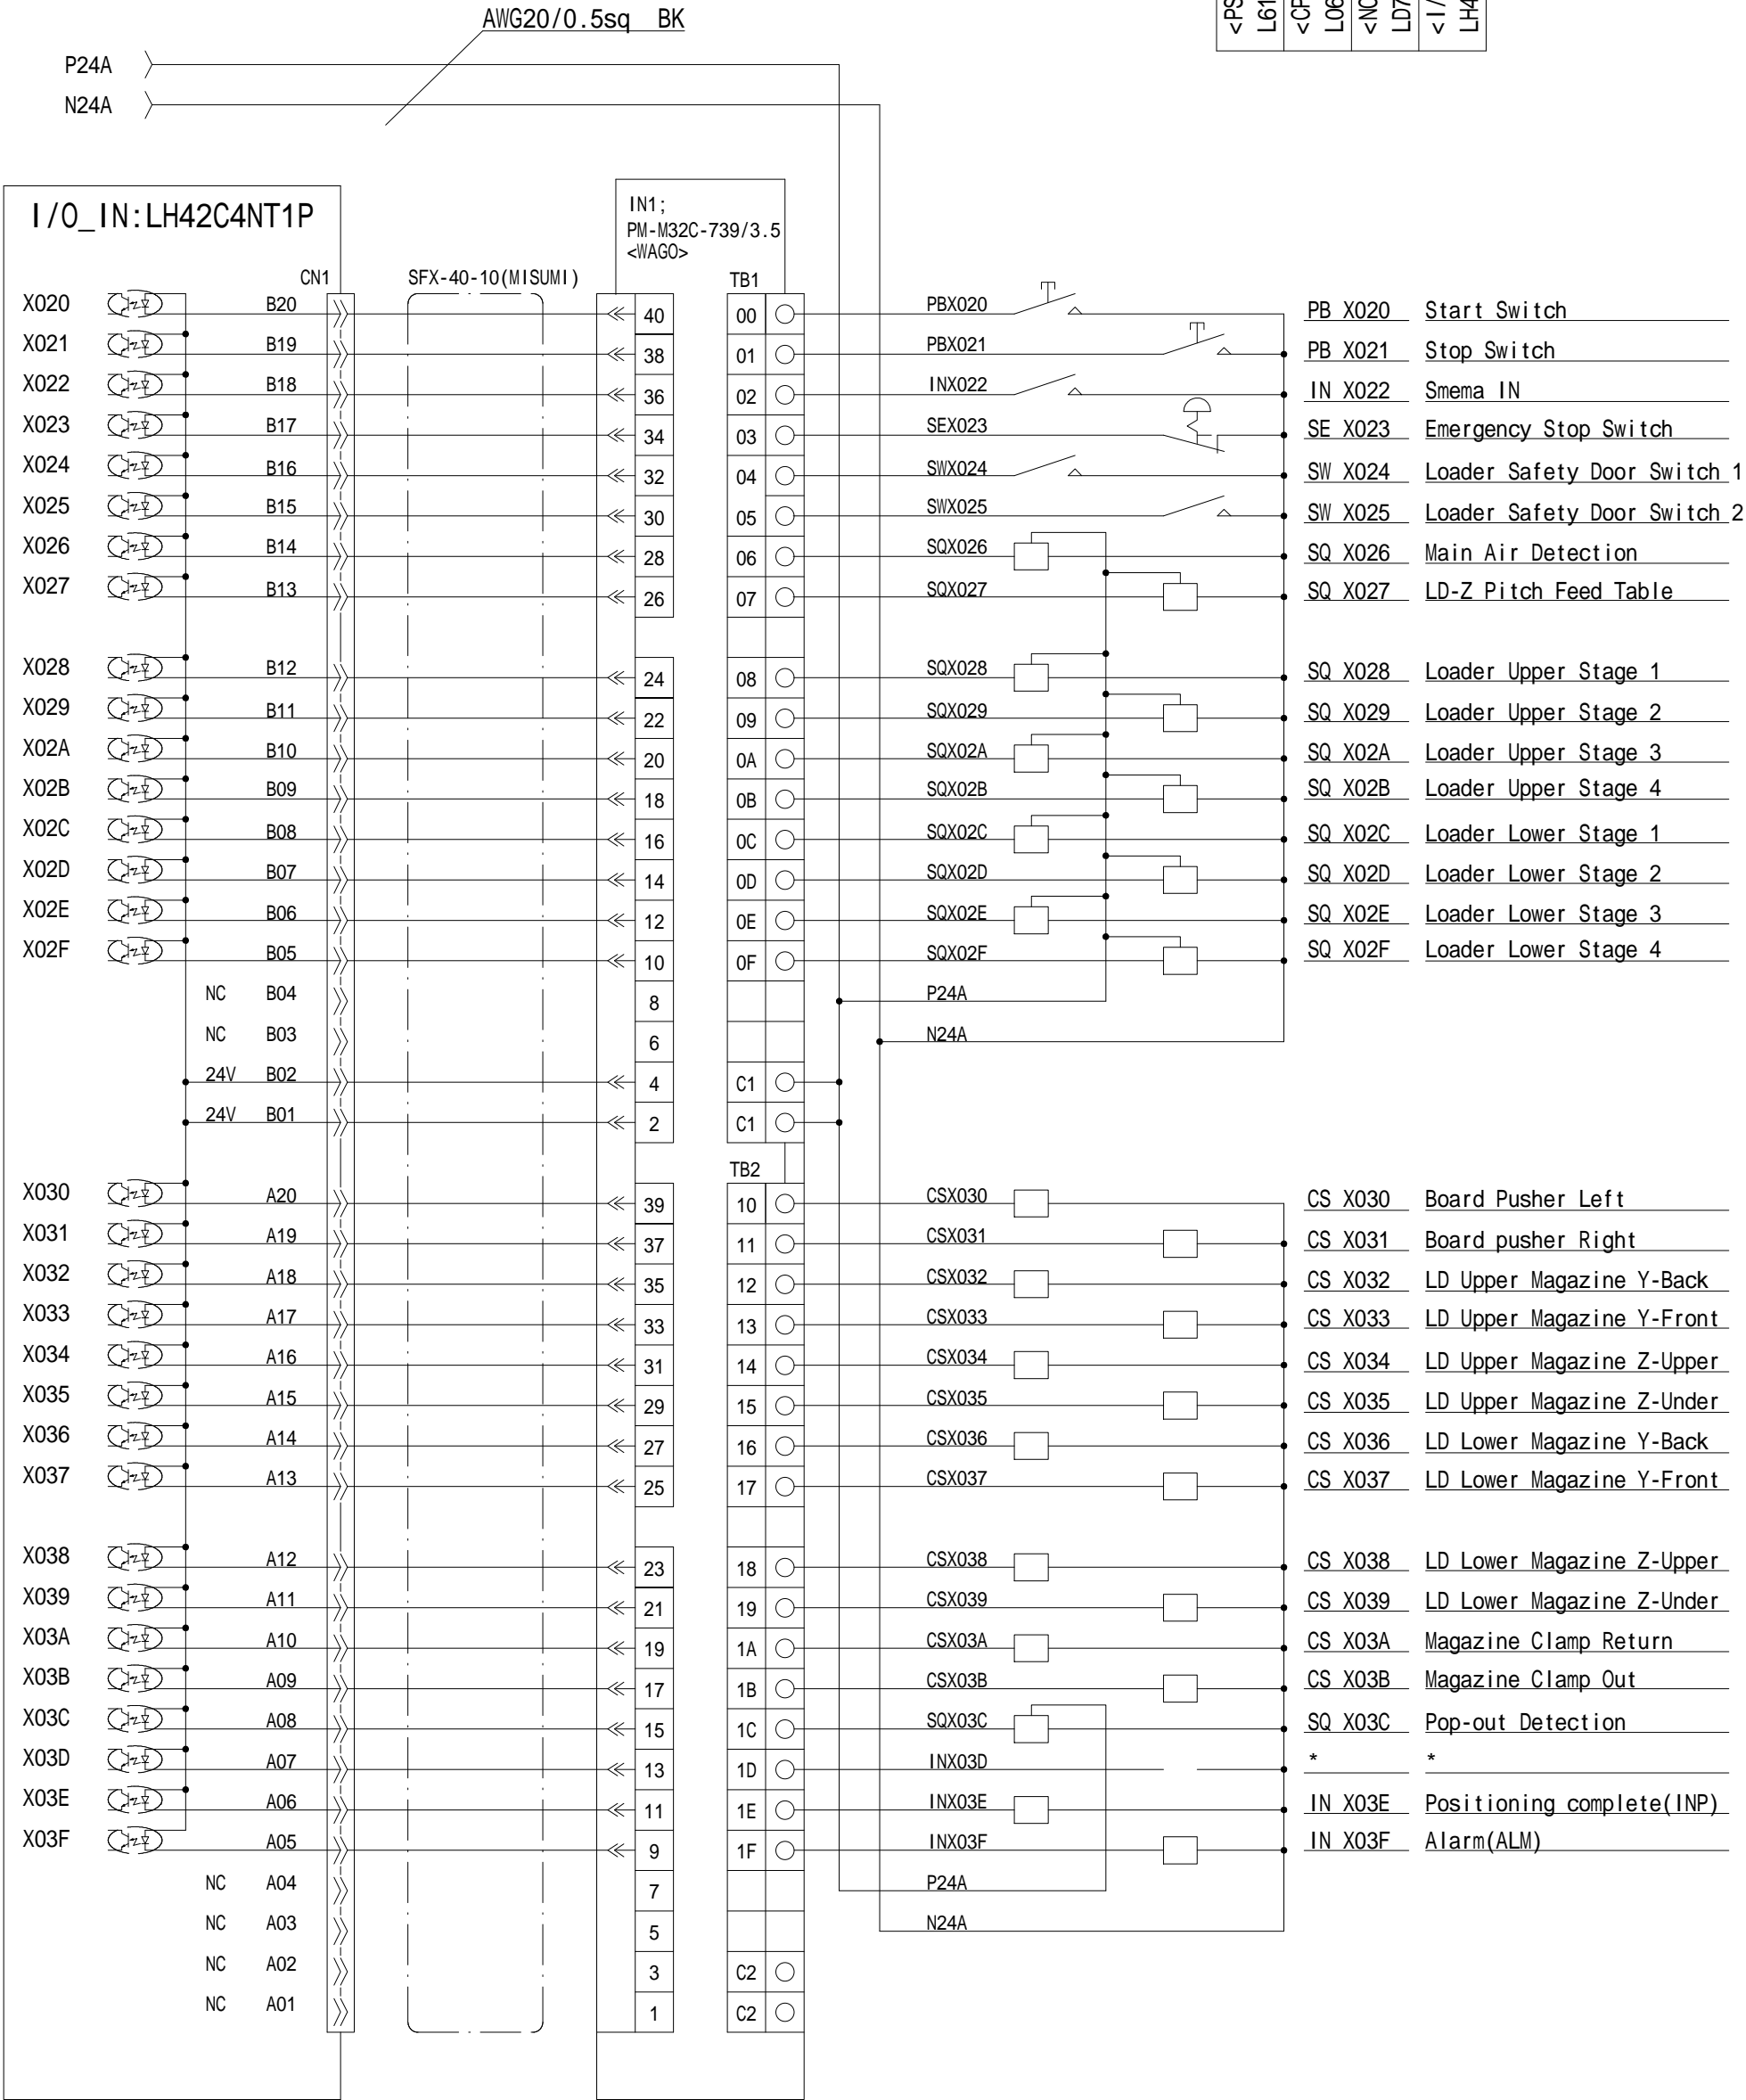 AWG20/0.5sq BK
<PS
L61
<CP
L06
<NC
LD7
<I/
LH4
P24A
N24A
I/O_IN:LH42C4NT1P
IN1;
PM-M32C-739/3.5
<WAGO>
CN1 SFX-40-10(MISUMI) TB1
X020 B20 40 00 PBX020 PB X020 Start Switch
X021 B19 38 01 PBX021 PB X021 Stop Switch
X022 B18 36 02 INX022 IN X022 Smema IN
X023 B17 34 03 SEX023 SE X023 Emergency Stop Switch
X024 B16 32 04 SWX024 SW X024 Loader Safety Door Switch 1
X025 B15 30 05 SWX025 SW X025 Loader Safety Door Switch 2
X026 B14 28 06 SQX026 SQ X026 Main Air Detection
X027 B13 26 07 SQX027 SQ X027 LD-Z Pitch Feed Table
X028 B12 24 08 SQX028 SQ X028 Loader Upper Stage 1
X029 B11 22 09 SQX029 SQ X029 Loader Upper Stage 2
X02A B10 20 0A SQX02A SQ X02A Loader Upper Stage 3
X02B B09 18 0B SQX02B SQ X02B Loader Upper Stage 4
X02C B08 16 0C SQX02C SQ X02C Loader Lower Stage 1
X02D B07 14 0D SQX02D SQ X02D Loader Lower Stage 2
X02E B06 12 0E SQX02E SQ X02E Loader Lower Stage 3
X02F B05 10 0F SQX02F SQ X02F Loader Lower Stage 4
NC B04 8 P24A
NC B03 6 N24A
24V B02 4 C1
24V B01 2 C1
TB2
X030 A20 39 10 CSX030 CS X030 Board Pusher Left
X031 A19 37 11 CSX031 CS X031 Board pusher Right
X032 A18 35 12 CSX032 CS X032 LD Upper Magazine Y-Back
X033 A17 33 13 CSX033 CS X033 LD Upper Magazine Y-Front
X034 A16 31 14 CSX034 CS X034 LD Upper Magazine Z-Upper
X035 A15 29 15 CSX035 CS X035 LD Upper Magazine Z-Under
X036 A14 27 16 CSX036 CS X036 LD Lower Magazine Y-Back
X037 A13 25 17 CSX037 CS X037 LD Lower Magazine Y-Front
X038 A12 23 18 CSX038 CS X038 LD Lower Magazine Z-Upper
X039 A11 21 19 CSX039 CS X039 LD Lower Magazine Z-Under
X03A A10 19 1A CSX03A CS X03A Magazine Clamp Return
X03B A09 17 1B CSX03B CS X03B Magazine Clamp Out
X03C A08 15 1C SQX03C SQ X03C Pop-out Detection
X03D A07 13 1D INX03D * *
X03E A06 11 1E INX03E IN X03E Positioning complete(INP)
X03F A05 9 1F INX03F IN X03F Alarm(ALM)
NC A04 7 P24A
NC A03 5 N24A
NC A02 3 C2
NC A01 1 C2